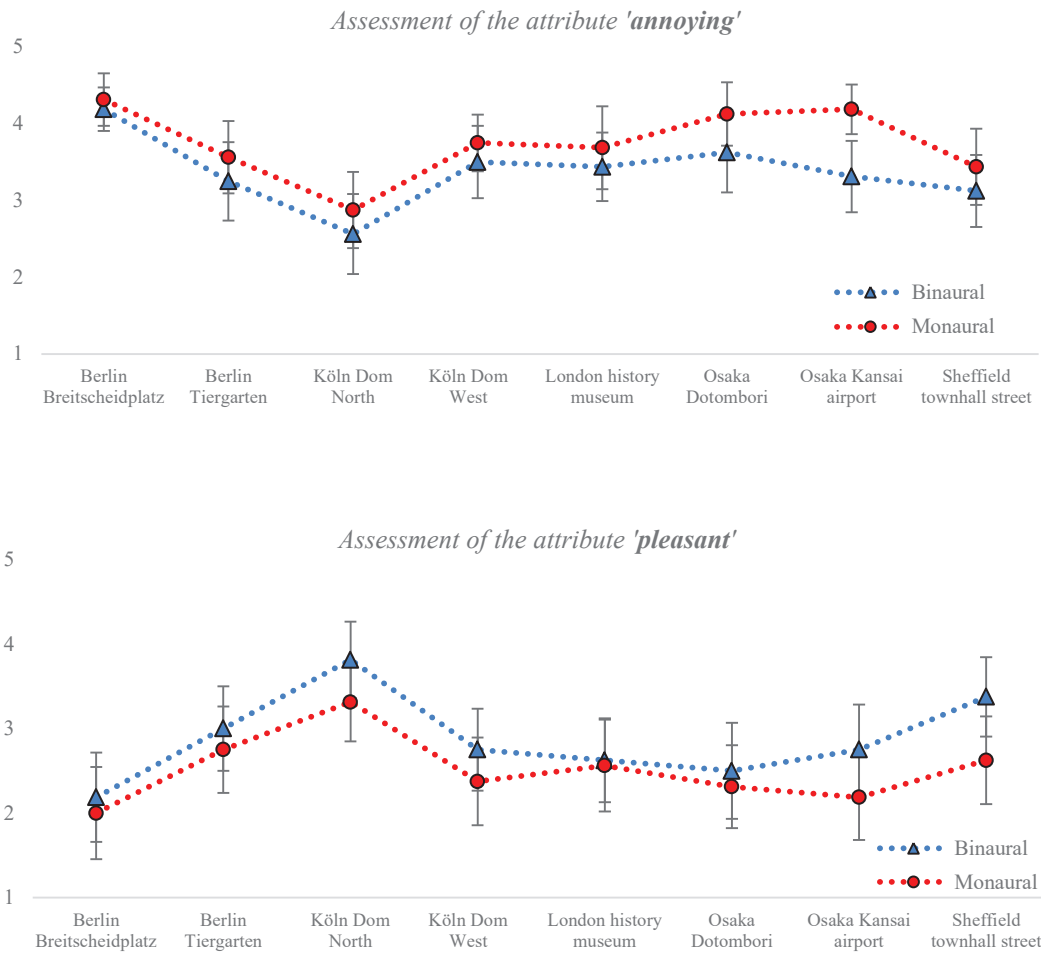 Assessment of the attribute 'annoying'
5
4
3
2
1
Binaural
Monaural
Berlin Breitscheidplatz
Berlin Tiergarten
Köln Dom North
Köln Dom West
London history museum
Osaka Dotombori
Osaka Kansai airport
Sheffield townhall street
Assessment of the attribute 'pleasant'
5
4
3
2
1
Binaural
Monaural
Berlin Breitscheidplatz
Berlin Tiergarten
Köln Dom North
Köln Dom West
London history museum
Osaka Dotombori
Osaka Kansai airport
Sheffield townhall street